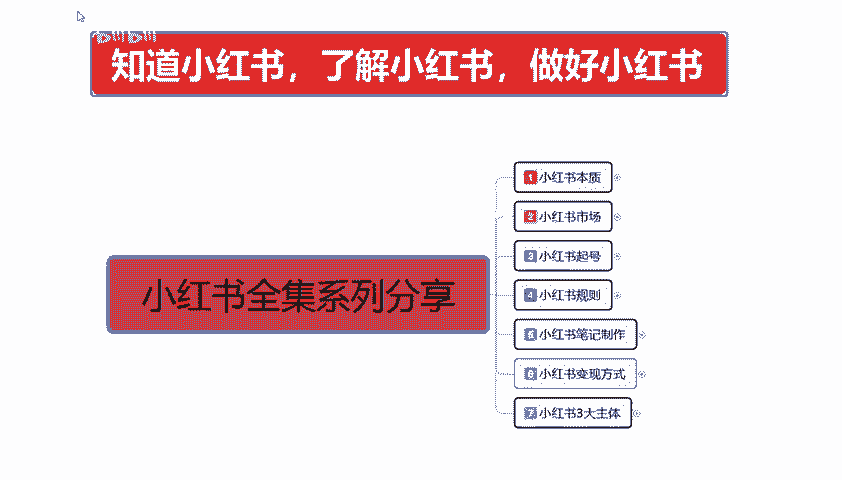 知道小红书，了解小红书，做好小红书
小红书全集系列分享
1 小红书本质
2 小红书市场
3 小红书起号
4 小红书规则
5 小红书笔记制作
6 小红书变现方式
7 小红书3大主体